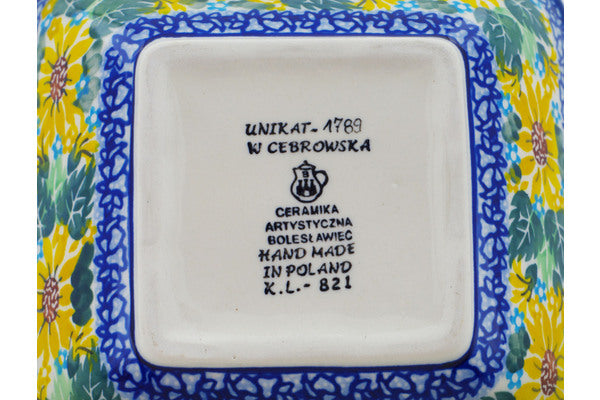 UNIKAT-1789
W CEBROWSKA
B
CERAMIKA
ARTYSTYCZNA
BOLESŁAWIEC
HAND MADE
IN POLAND
K.L.-821